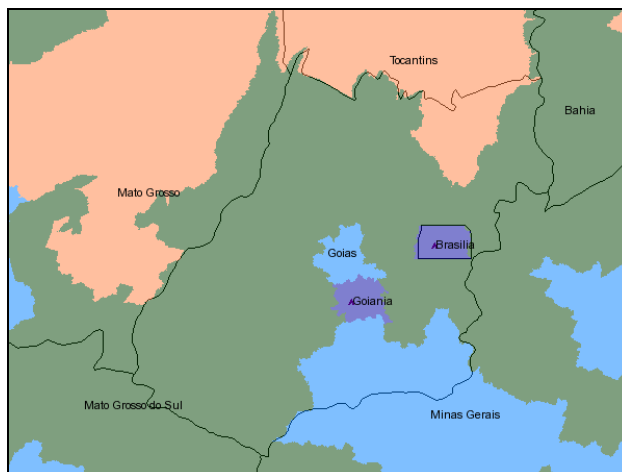 Tocantins
Bahia
Mato Grosso
Brasilia
Goias
Goiania
Mato Grosso do Sul
Minas Gerais